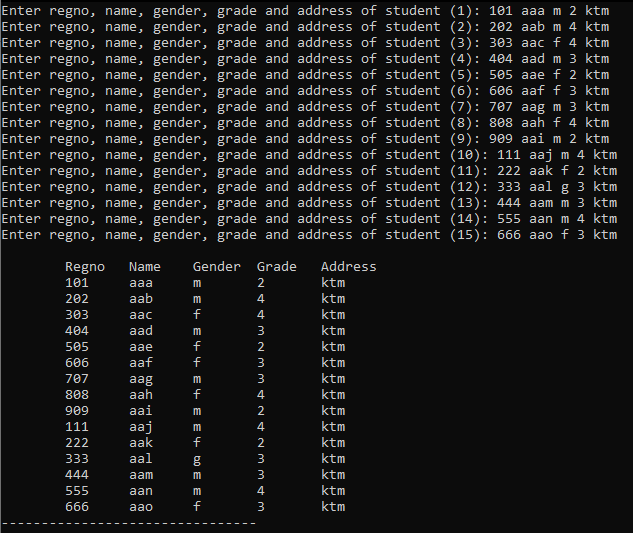 Enter regno, name, gender, grade and address of student (1): 101 aaa m 2 ktm
Enter regno, name, gender, grade and address of student (2): 202 aab m 4 ktm
Enter regno, name, gender, grade and address of student (3): 303 aac f 4 ktm
Enter regno, name, gender, grade and address of student (4): 404 aad m 3 ktm
Enter regno, name, gender, grade and address of student (5): 505 aae f 2 ktm
Enter regno, name, gender, grade and address of student (6): 606 aaf f 3 ktm
Enter regno, name, gender, grade and address of student (7): 707 aag m 3 ktm
Enter regno, name, gender, grade and address of student (8): 808 aah f 4 ktm
Enter regno, name, gender, grade and address of student (9): 909 aai m 2 ktm
Enter regno, name, gender, grade and address of student (10): 111 aaj m 4 ktm
Enter regno, name, gender, grade and address of student (11): 222 aak f 2 ktm
Enter regno, name, gender, grade and address of student (12): 333 aal g 3 ktm
Enter regno, name, gender, grade and address of student (13): 444 aam m 3 ktm
Enter regno, name, gender, grade and address of student (14): 555 aan m 4 ktm
Enter regno, name, gender, grade and address of student (15): 666 aao f 3 ktm
Regno Name Gender Grade Address
101 aaa m 2 ktm
202 aab m 4 ktm
303 aac f 4 ktm
404 aad m 3 ktm
505 aae f 2 ktm
606 aaf f 3 ktm
707 aag m 3 ktm
808 aah f 4 ktm
909 aai m 2 ktm
111 aaj m 4 ktm
222 aak f 2 ktm
333 aal g 3 ktm
444 aam m 3 ktm
555 aan m 4 ktm
666 aao f 3 ktm
--------------------------------